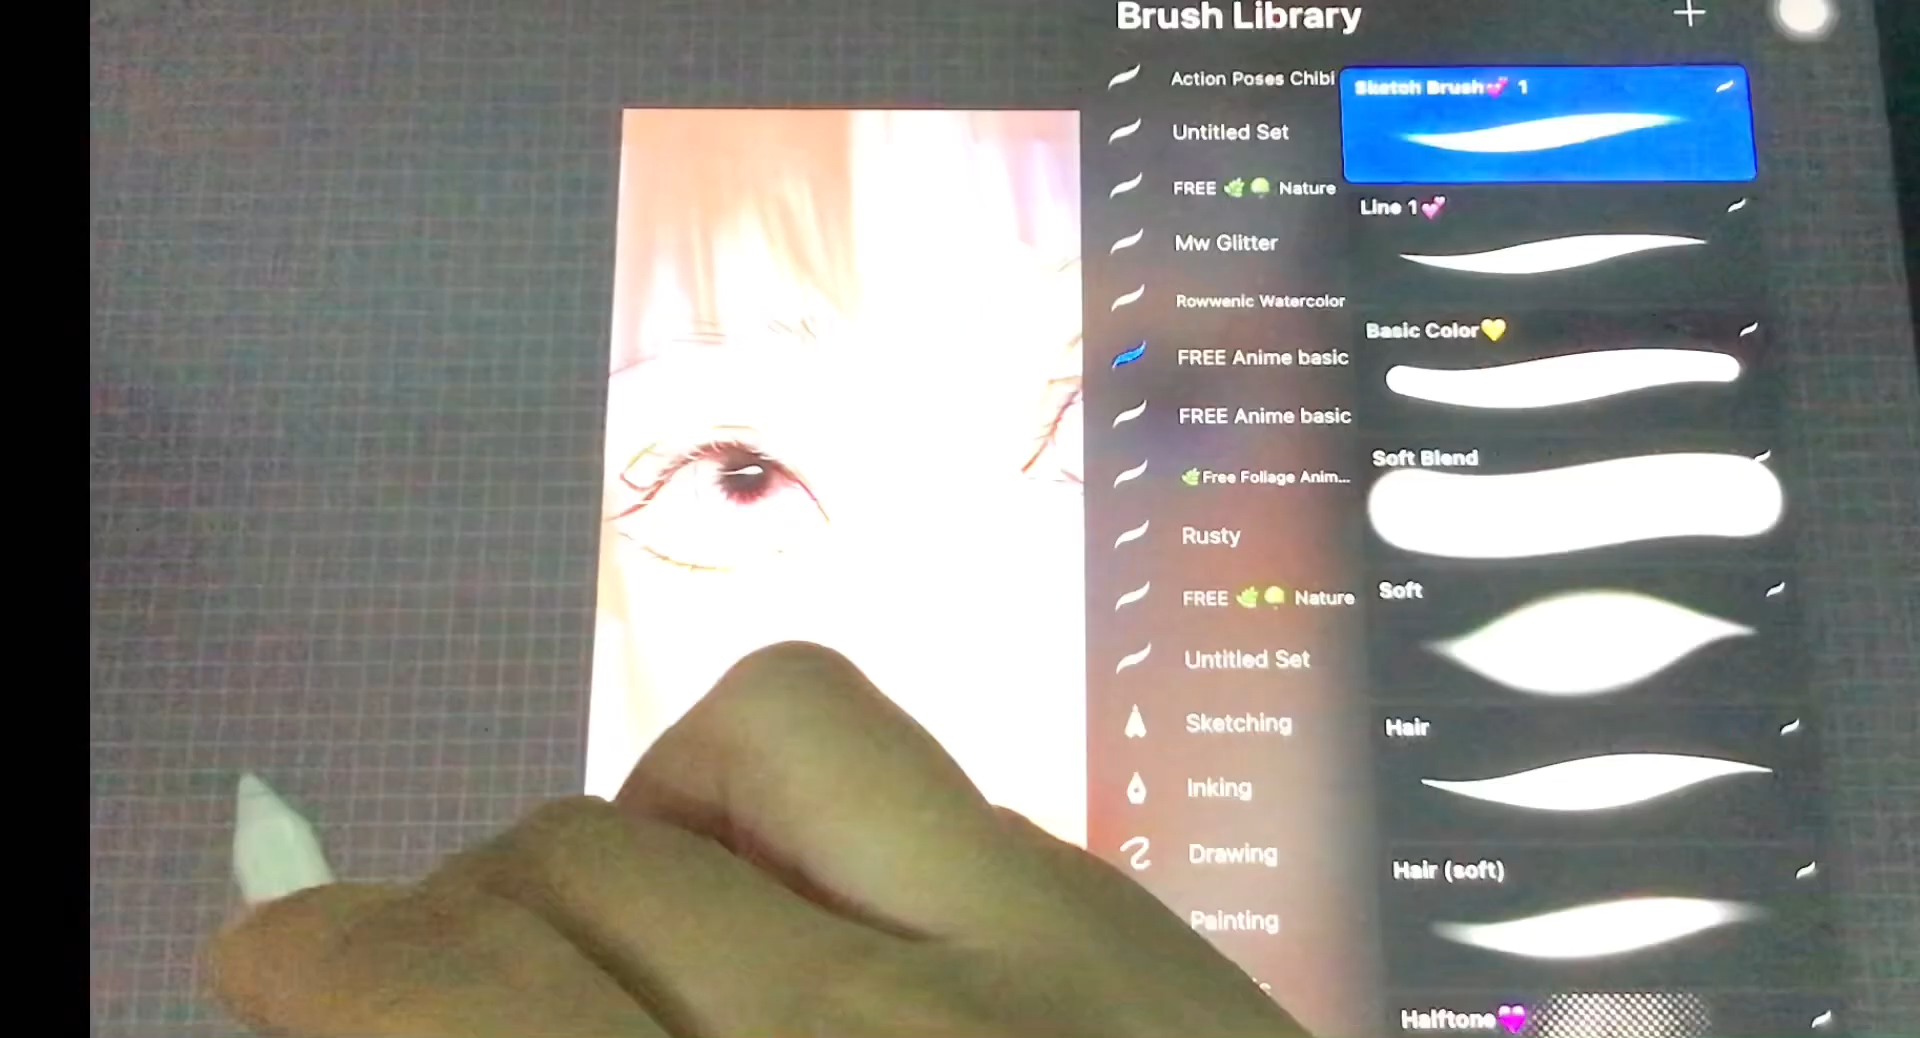 Brush Library
Action Poses Chibi
Untitled Set
FREE 🌿🍋 Nature
Mw Glitter
Rowwenic Watercolor
FREE Anime basic
FREE Anime basic
🌿Free Foliage Anim...
Rusty
FREE 🌿🍋 Nature
Untitled Set
Sketching
Inking
Drawing
Painting
Sketch Brush💕 1
Line 1💕
Basic Color💛
Soft Blend
Soft
Hair
Hair (soft)
Halftone💜